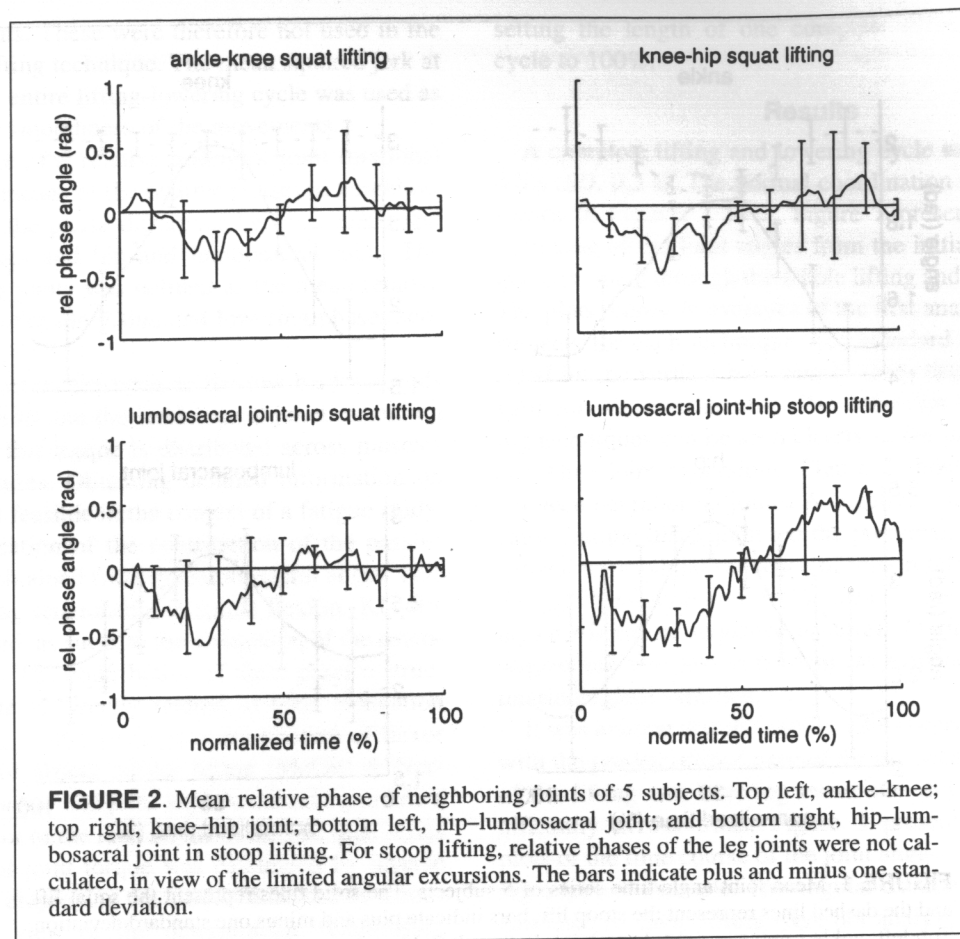 ankle-knee squat lifting
knee-hip squat lifting
rel. phase angle (rad)
1
0.5
0
-0.5
-1
lumbosacral joint-hip squat lifting
lumbosacral joint-hip stoop lifting
rel. phase angle (rad)
1
0.5
0
-0.5
-1
0
50
100
0
50
100
normalized time (%)
normalized time (%)
FIGURE 2. Mean relative phase of neighboring joints of 5 subjects. Top left, ankle–knee;
top right, knee–hip joint; bottom left, hip–lumbosacral joint; and bottom right, hip–lum-
bosacral joint in stoop lifting. For stoop lifting, relative phases of the leg joints were not cal-
culated, in view of the limited angular excursions. The bars indicate plus and minus one stan-
dard deviation.